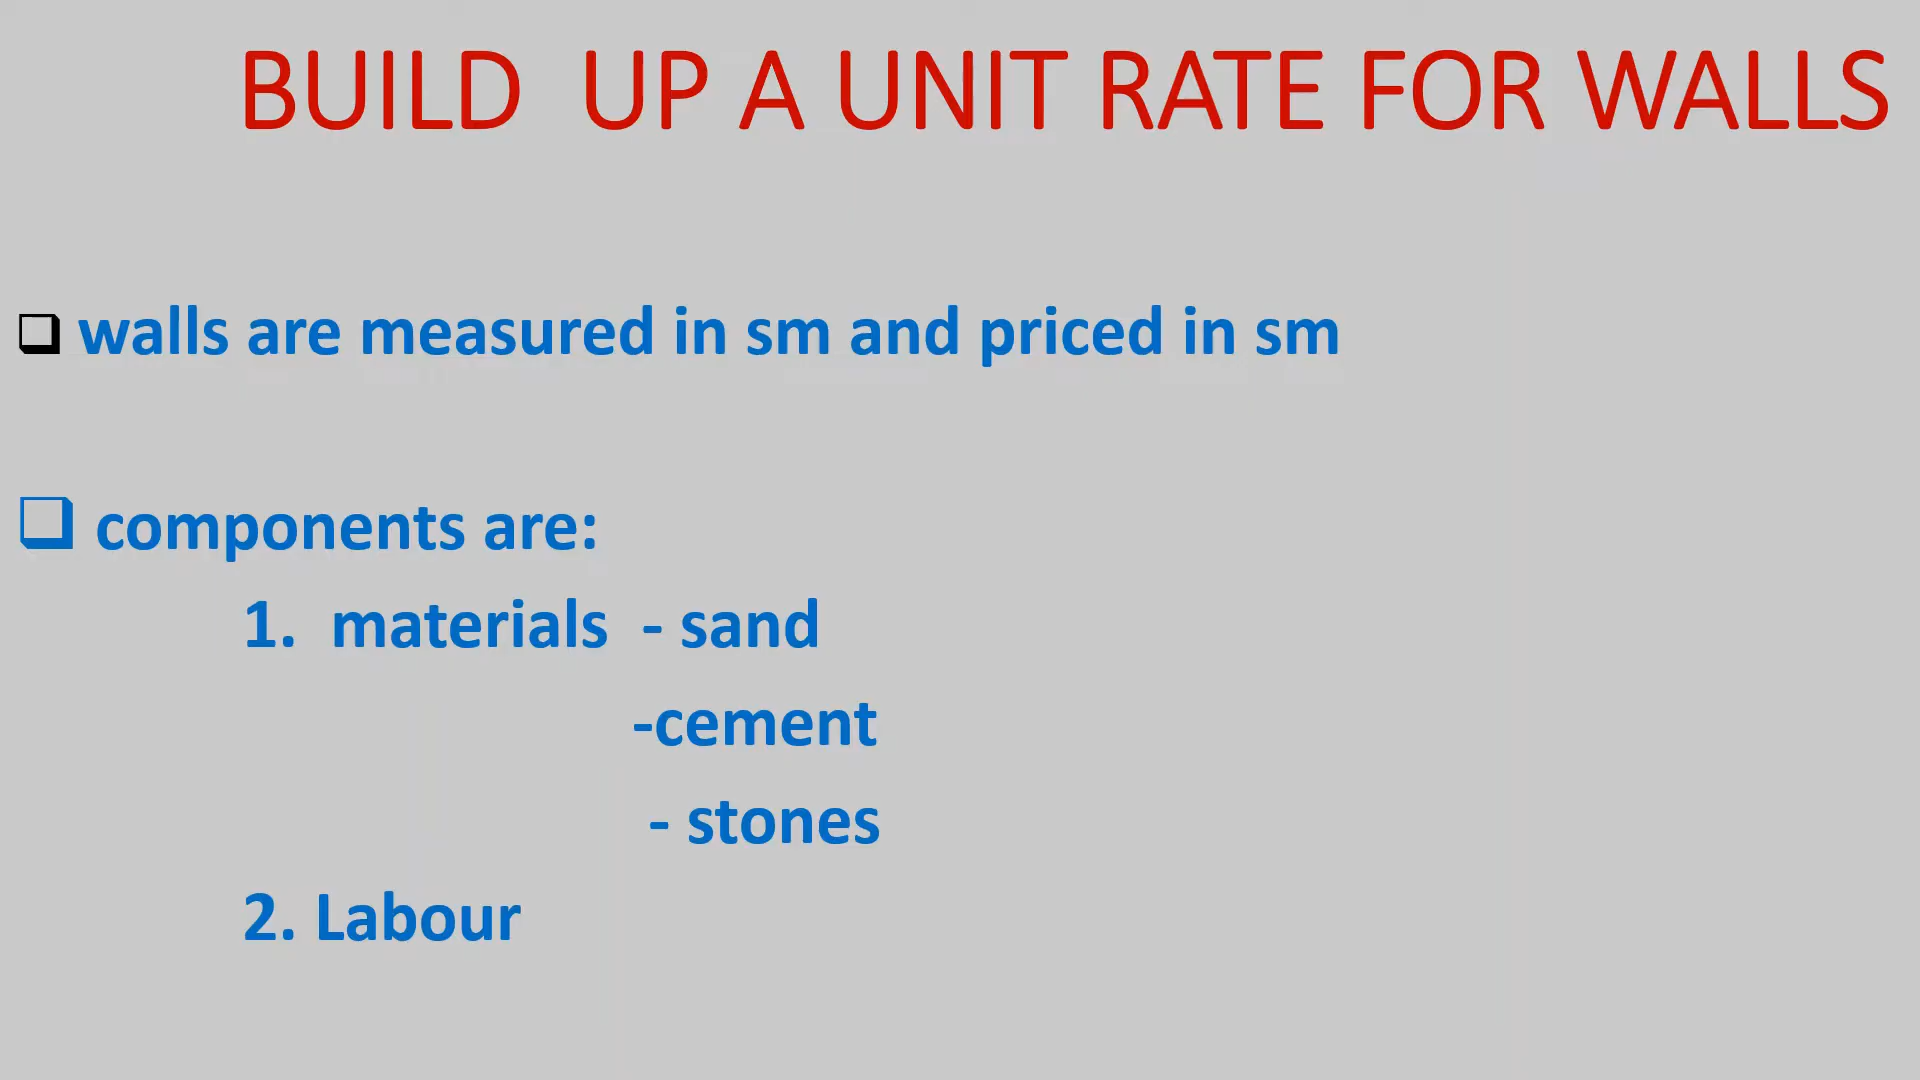 BUILD UP A UNIT RATE FOR WALLS
walls are measured in sm and priced in sm
components are:
1. materials - sand
-cement
- stones
2. Labour